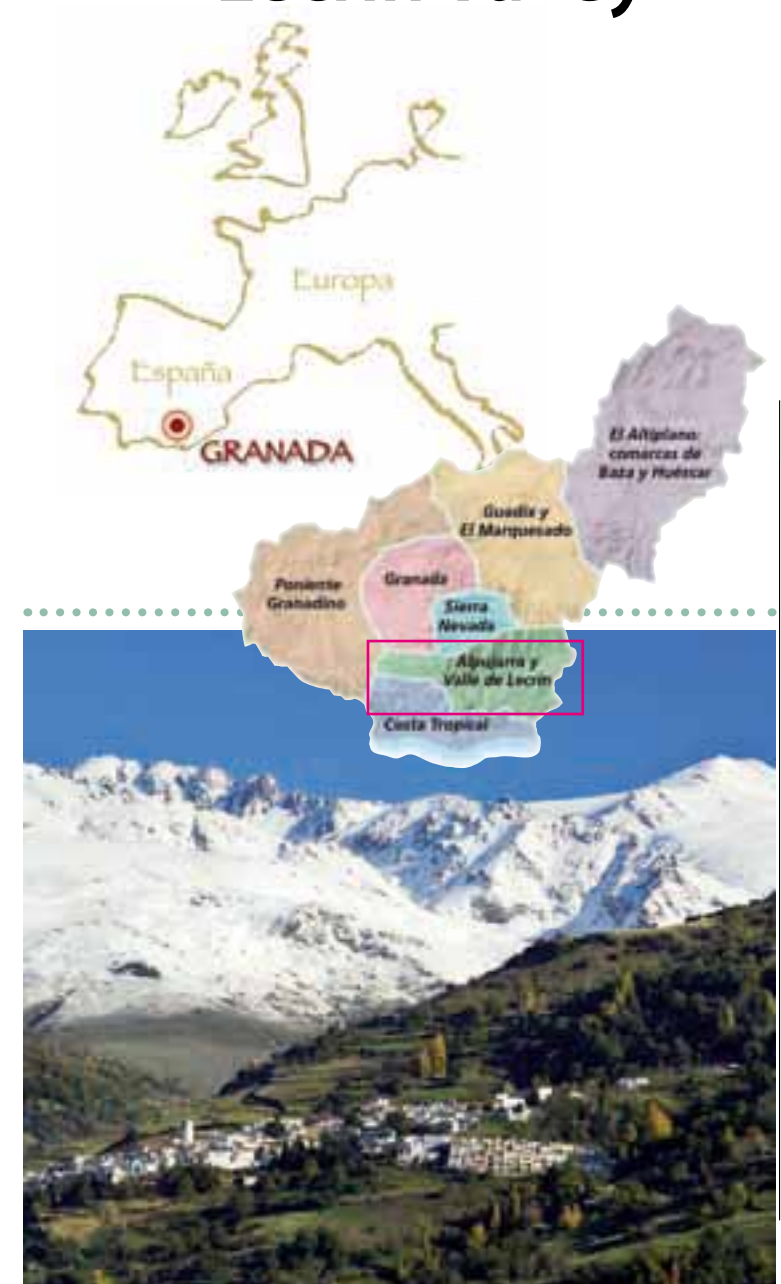 Europa
España
GRANADA
El Altiplano:
comarcas de
Baza y Huéscar
Guadix y
El Marquesado
Poniente
Granadino
Granada
Sierra
Nevada
Alpujarra y
Valle de Lecrín
Costa Tropical